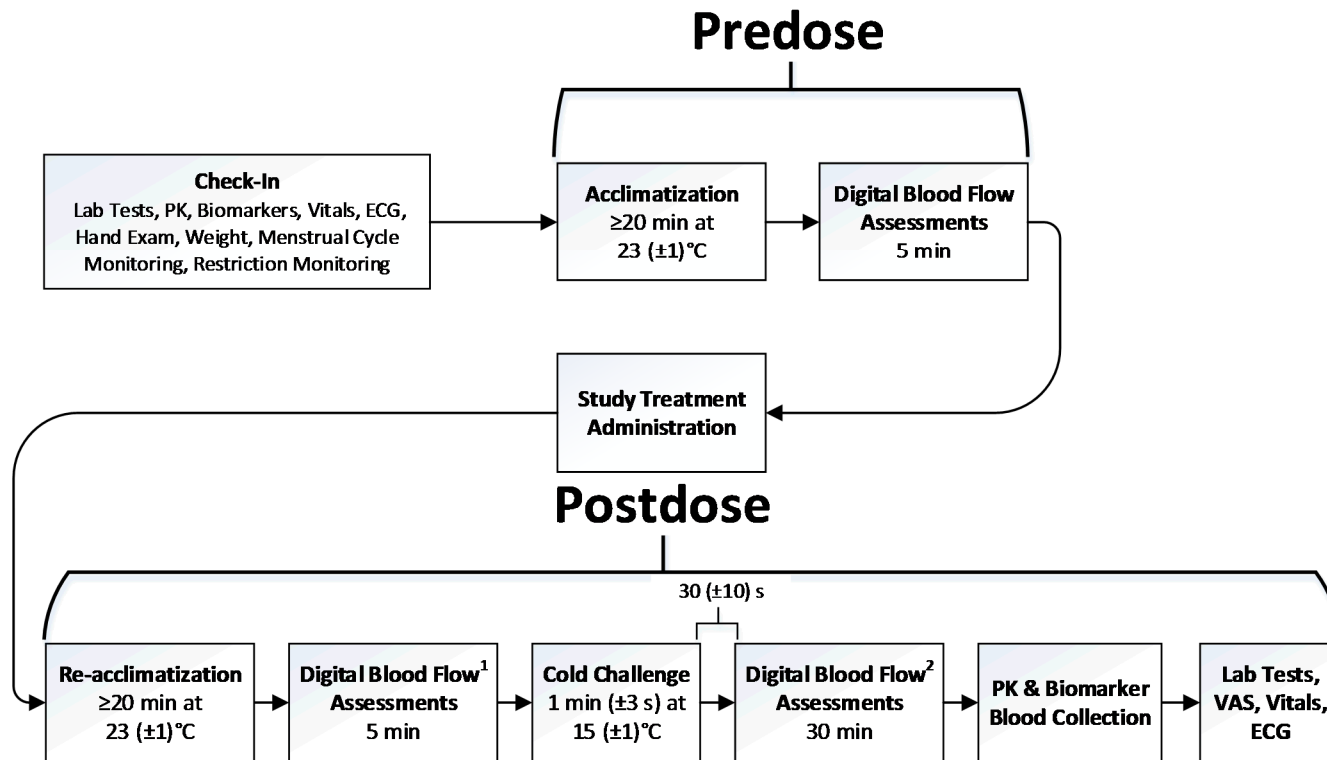 Predose
Check-In
Lab Tests, PK, Biomarkers, Vitals, ECG,
Hand Exam, Weight, Menstrual Cycle
Monitoring, Restriction Monitoring
Acclimatization
≥20 min at
23 (±1)°C
Digital Blood Flow
Assessments
5 min
Study Treatment
Administration
Postdose
30 (±10) s
Re-acclimatization
≥20 min at
23 (±1)°C
Digital Blood Flow¹
Assessments
5 min
Cold Challenge
1 min (±3 s) at
15 (±1)°C
Digital Blood Flow²
Assessments
30 min
PK & Biomarker
Blood Collection
Lab Tests,
VAS, Vitals,
ECG